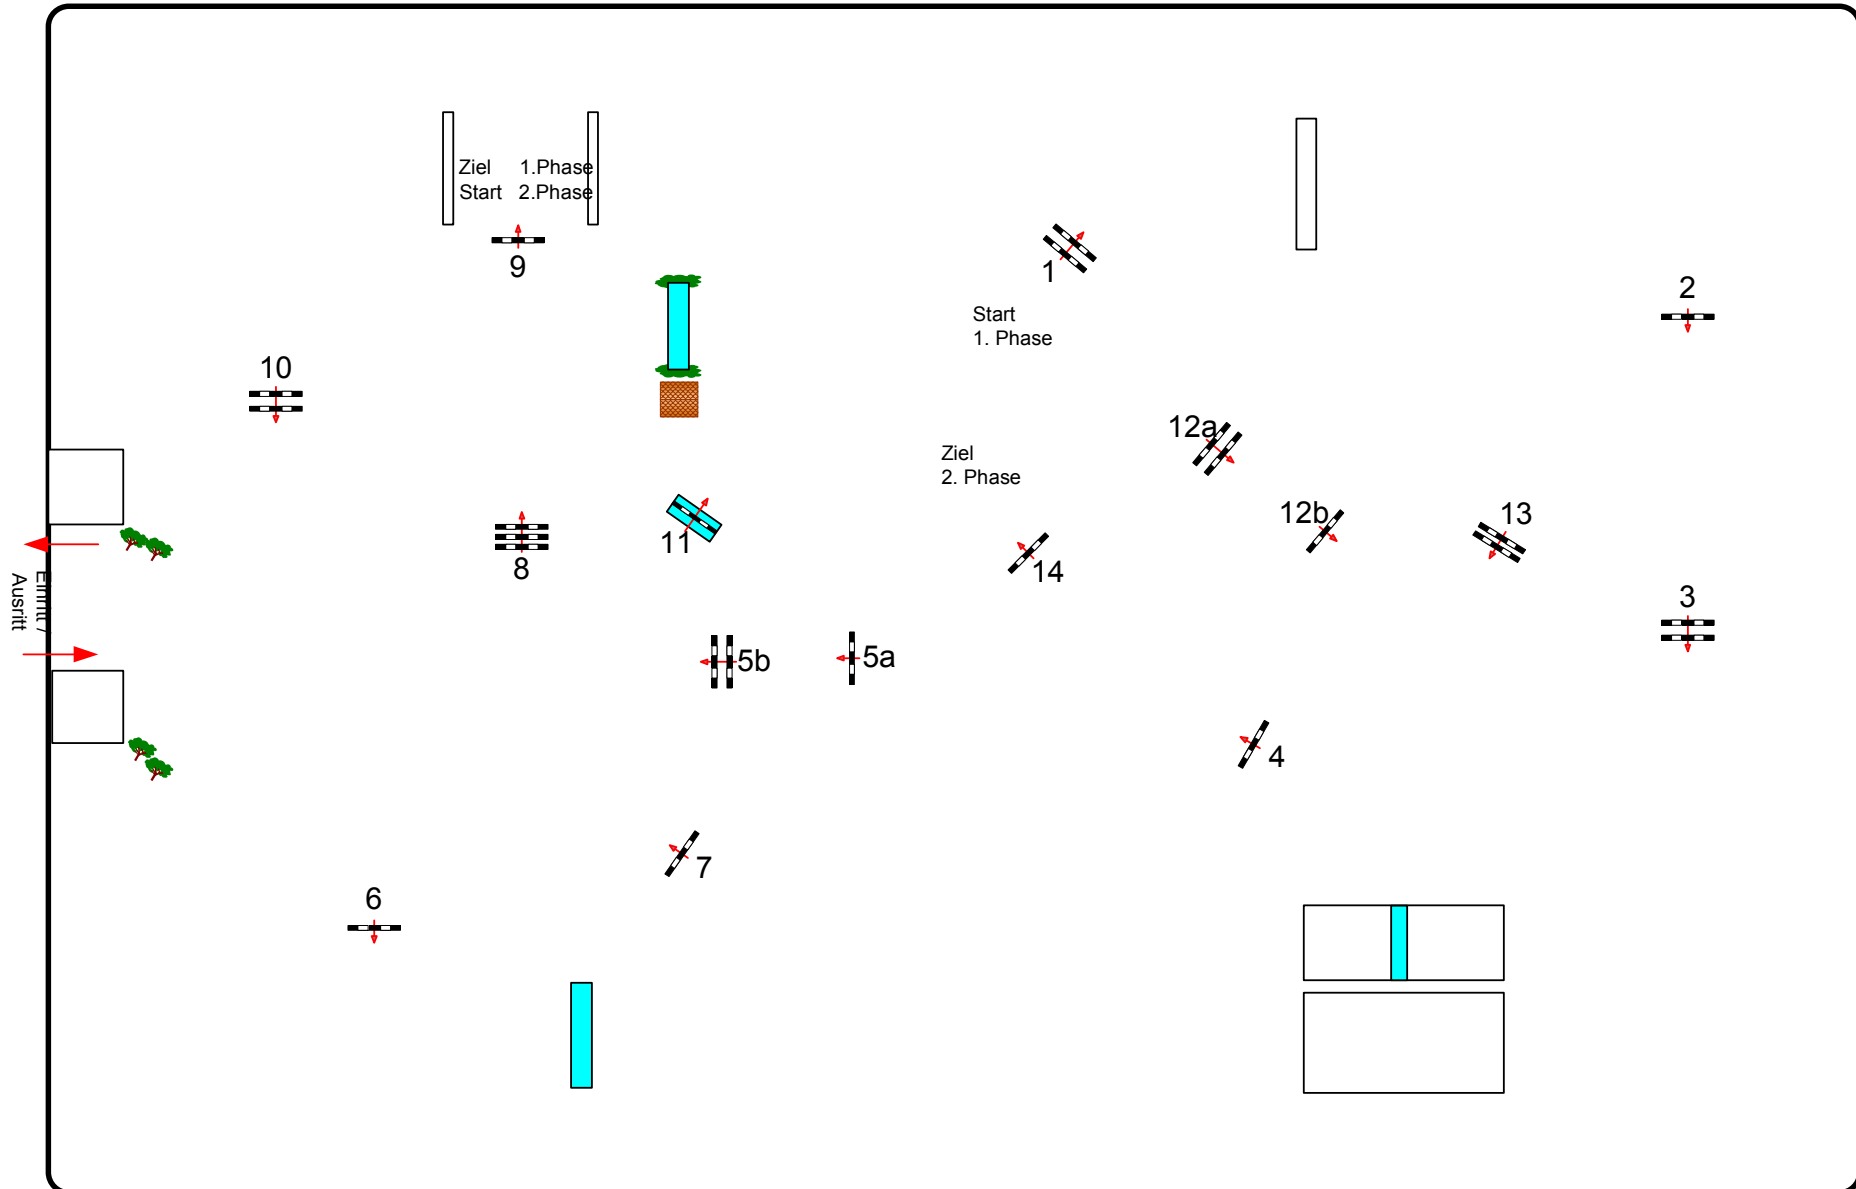 Ziel 1.Phase
Start 2.Phase
9
1
2
Start
1. Phase
10
12a
Ziel
2. Phase
12b
13
11
8
14
Einritt /
Ausritt
3
5b
5a
4
7
6